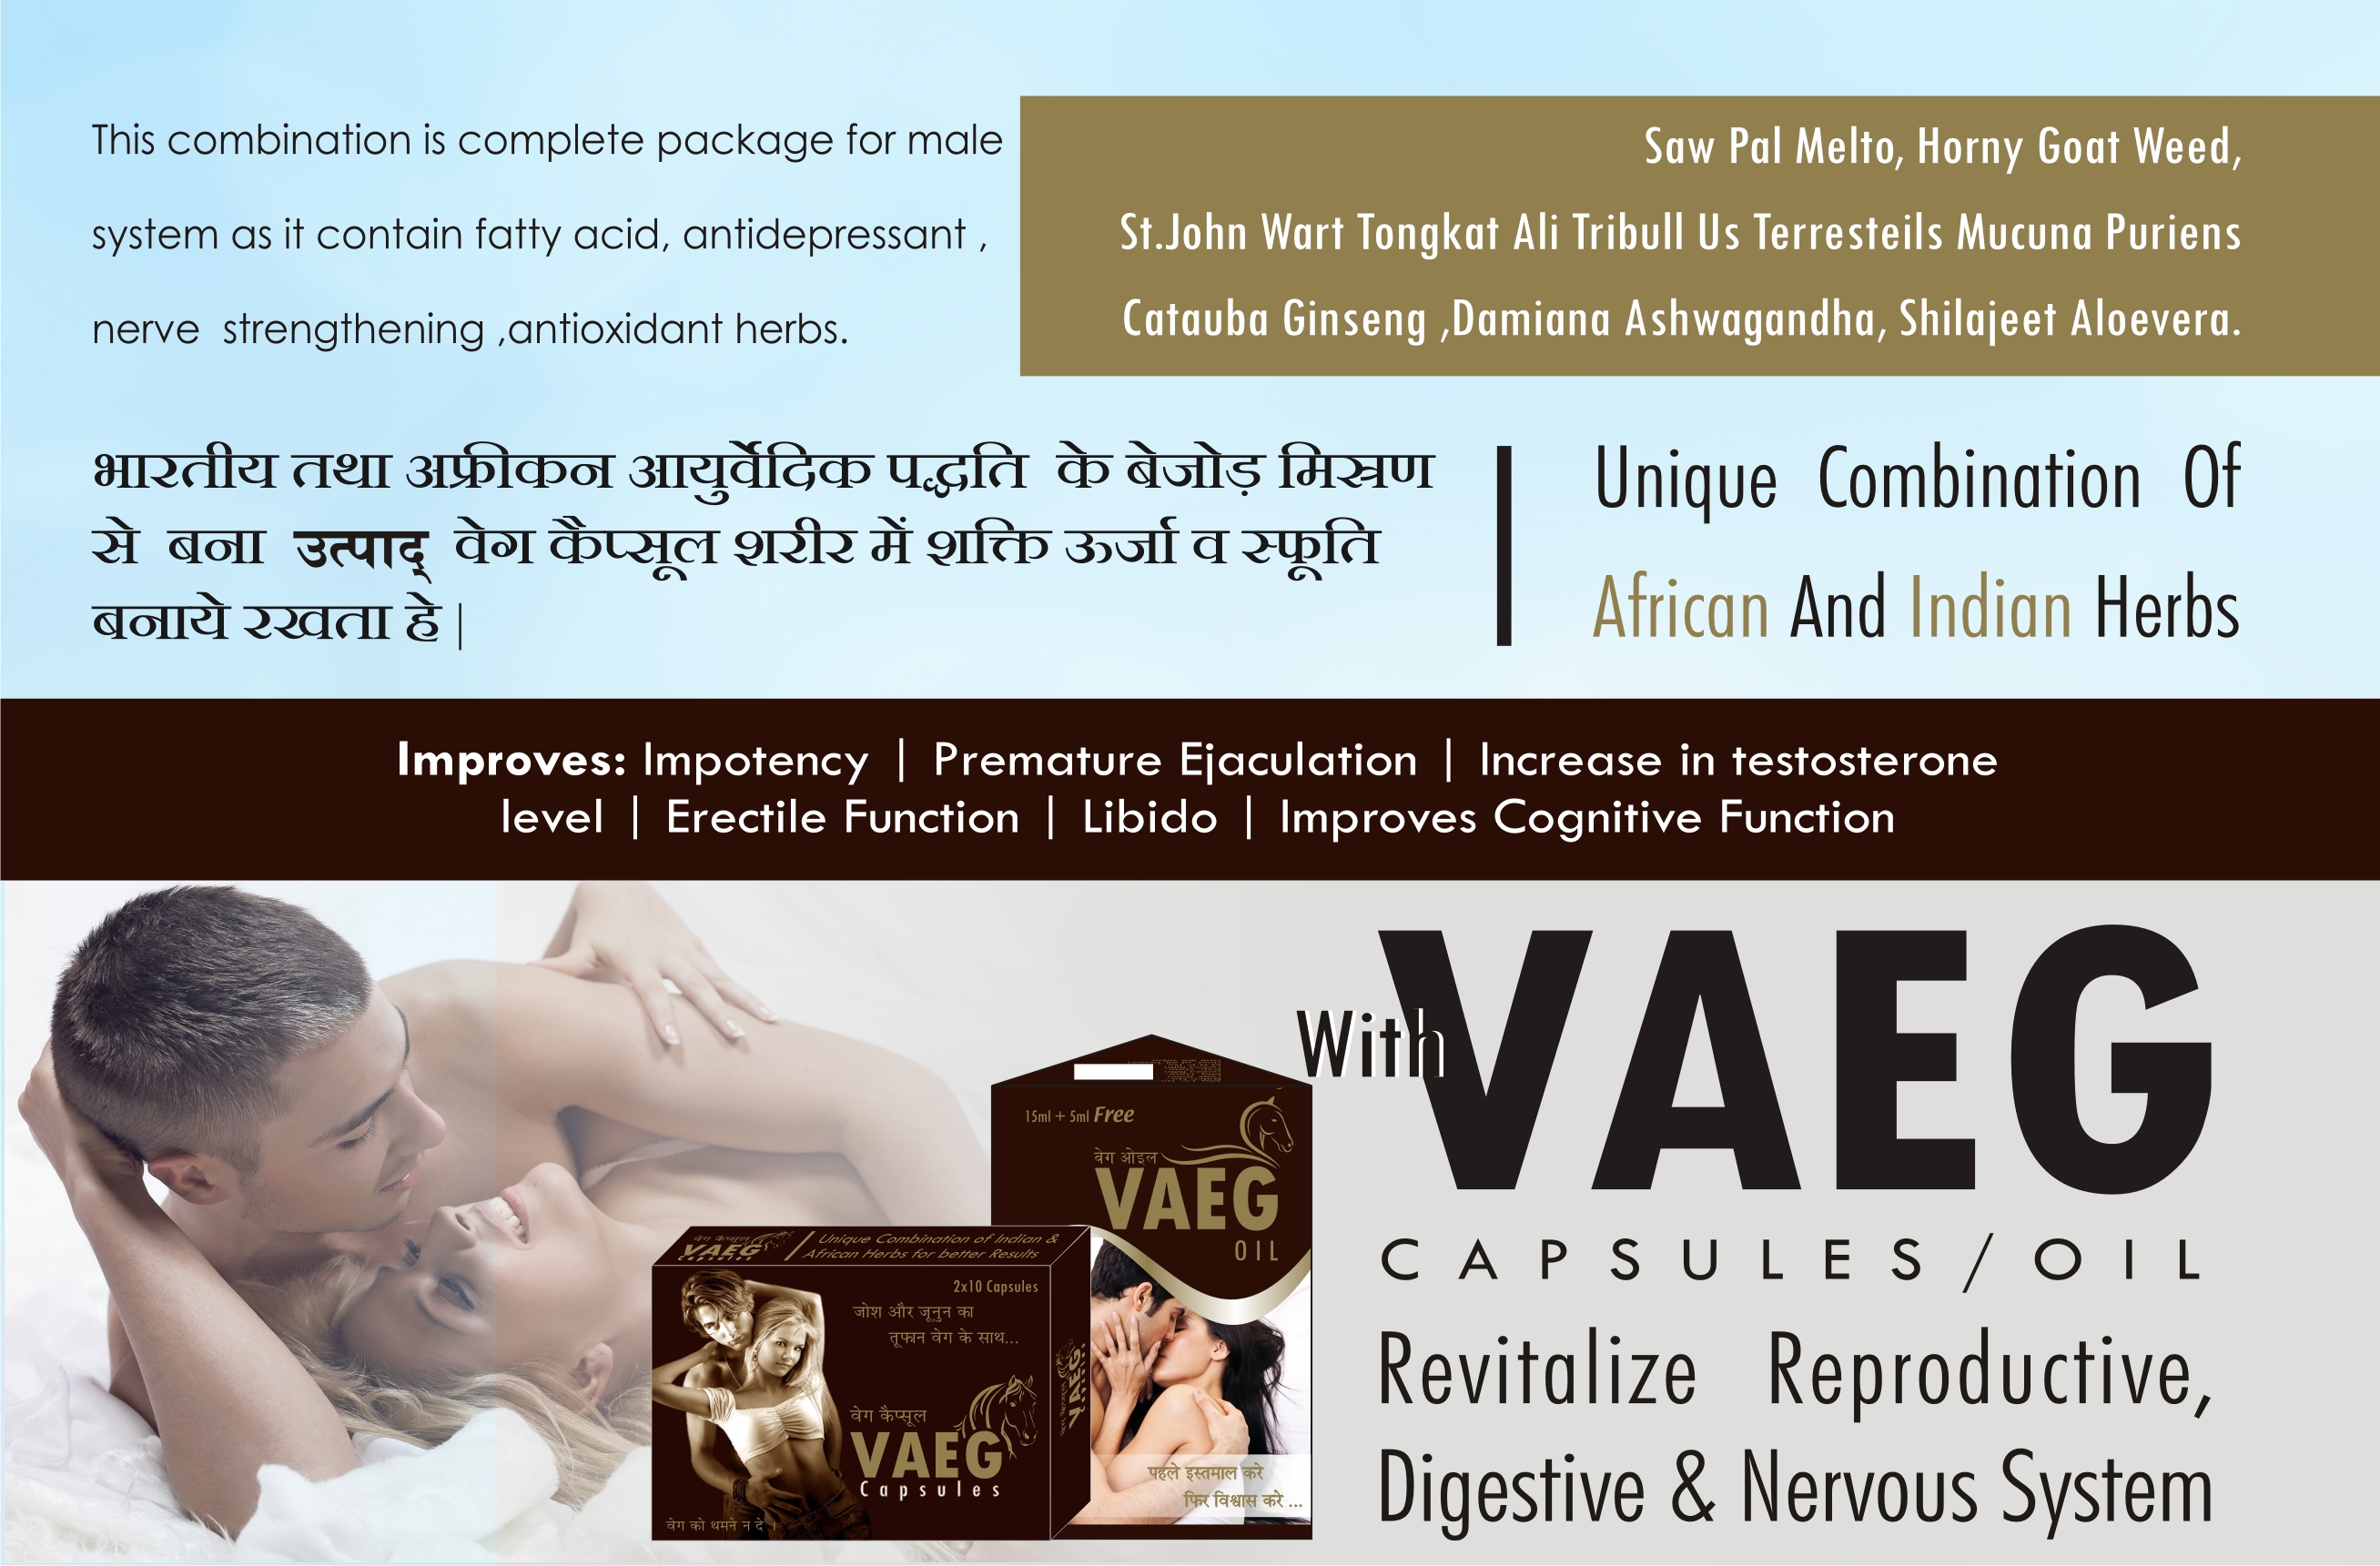 This combination is complete package for male
system as it contain fatty acid, antidepressant ,
nerve strengthening ,antioxidant herbs.
Saw Pal Melto, Horny Goat Weed,
St.John Wart Tongkat Ali Tribull Us Terresteils Mucuna Puriens
Catauba Ginseng ,Damiana Ashwagandha, Shilajeet Aloevera.
भारतीय तथा अफ्रीकन आयुर्वेदिक पद्धति के बेजोड़ मिस्रण
से बना उत्पाद् वेग कैप्सूल शरीर में शक्ति ऊर्जा व स्फूति
बनाये रखता हे |
Unique Combination Of
African And Indian Herbs
Improves: Impotency | Premature Ejaculation | Increase in testosterone
level | Erectile Function | Libido | Improves Cognitive Function
With VAEG
CAPSULES/OIL
Revitalize Reproductive,
Digestive & Nervous System
15ml + 5ml Free
वेग ओइल
VAEG
OIL
पहले इस्तमाल करे
फिर विश्वास करे ...
वेग कैप्सूल
VAEG
Capsules
Unique Combination of Indian &
African Herbs for better Results
2x10 Capsules
जोश और जूनुन का
तूफान वेग के साथ...
वेग कैप्सूल
VAEG
Capsules
वेग को थमने न दे ।
VAEG